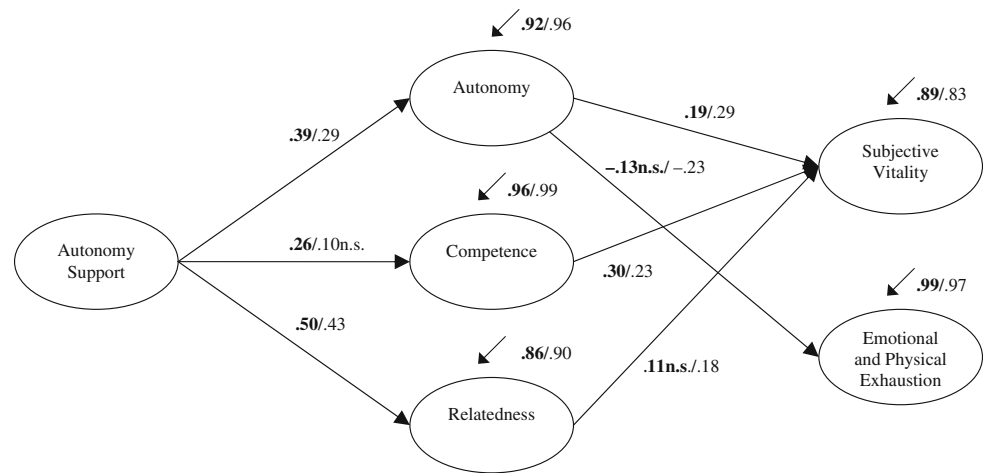 .92/.96
Autonomy
.39/.29
.19/.29
.89/.83
Subjective
Vitality
–.13n.s./ –.23
.96/.99
Autonomy
Support
.26/.10n.s.
Competence
.30/.23
.99/.97
.50/.43
.86/.90
Emotional
and Physical
Exhaustion
.11n.s./.18
Relatedness